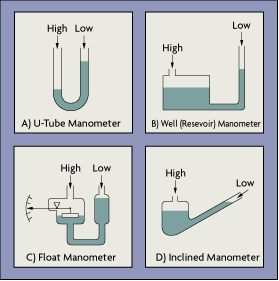 High Low
A) U-Tube Manometer
High
Low
B) Well (Resevoir) Manometer
High Low
C) Float Manometer
High
Low
D) Inclined Manometer